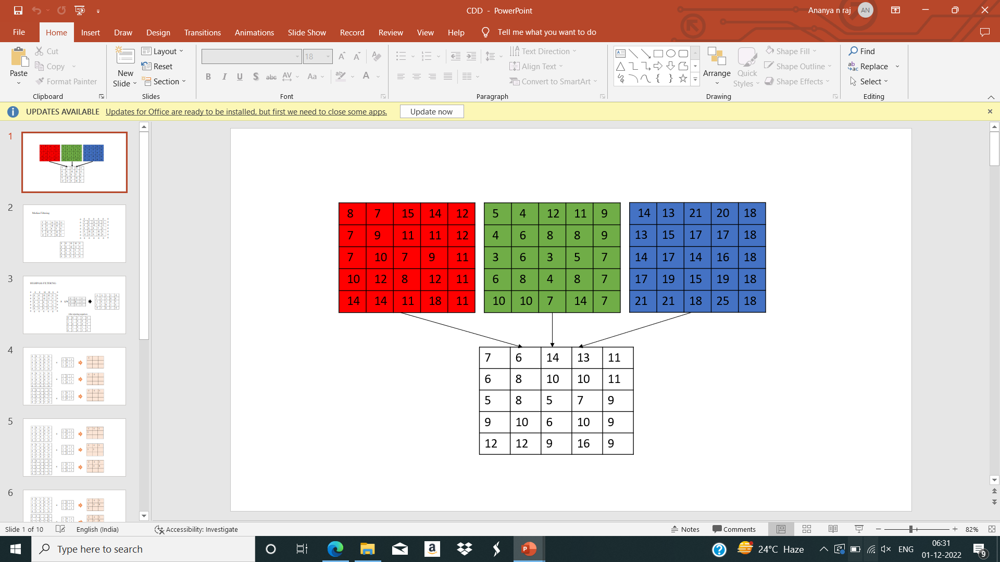 CDD - PowerPoint
Ananya n raj AN
File Home Insert Draw Design Transitions Animations Slide Show Record Review View Help Tell me what you want to do
Paste
Cut
Copy
Format Painter
Clipboard
New Slide
Layout
Reset
Section
Slides
18
B I U S abc AV Aa A
Font
Text Direction
Align Text
Convert to SmartArt
Paragraph
Arrange
Quick Styles
Shape Fill
Shape Outline
Shape Effects
Drawing
Find
Replace
Select
Editing
UPDATES AVAILABLE Updates for Office are ready to be installed, but first we need to close some apps. Update now
1
2
Median Filtering
3
HIGHPASS FILTERING
4
5
6
8 7 15 14 12
7 9 11 11 12
7 10 7 9 11
10 12 8 12 11
14 14 11 18 11
5 4 12 11 9
4 6 8 8 9
3 6 3 5 7
6 8 4 8 7
10 10 7 14 7
14 13 21 20 18
13 15 17 17 18
14 17 14 16 18
17 19 15 19 18
21 21 18 25 18
7 6 14 13 11
6 8 10 10 11
5 8 5 7 9
9 10 6 10 9
12 12 9 16 9
Slide 1 of 10 English (India) Accessibility: Investigate Notes Comments 82%
Type here to search
24°C Haze ENG
06:31
01-12-2022
9